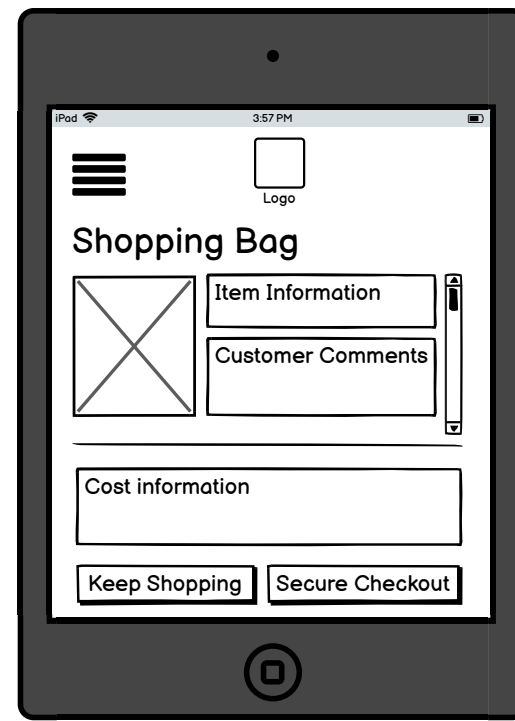 iPad 3:57 PM
Logo
Shopping Bag
Item Information
Customer Comments
Cost information
Keep Shopping Secure Checkout